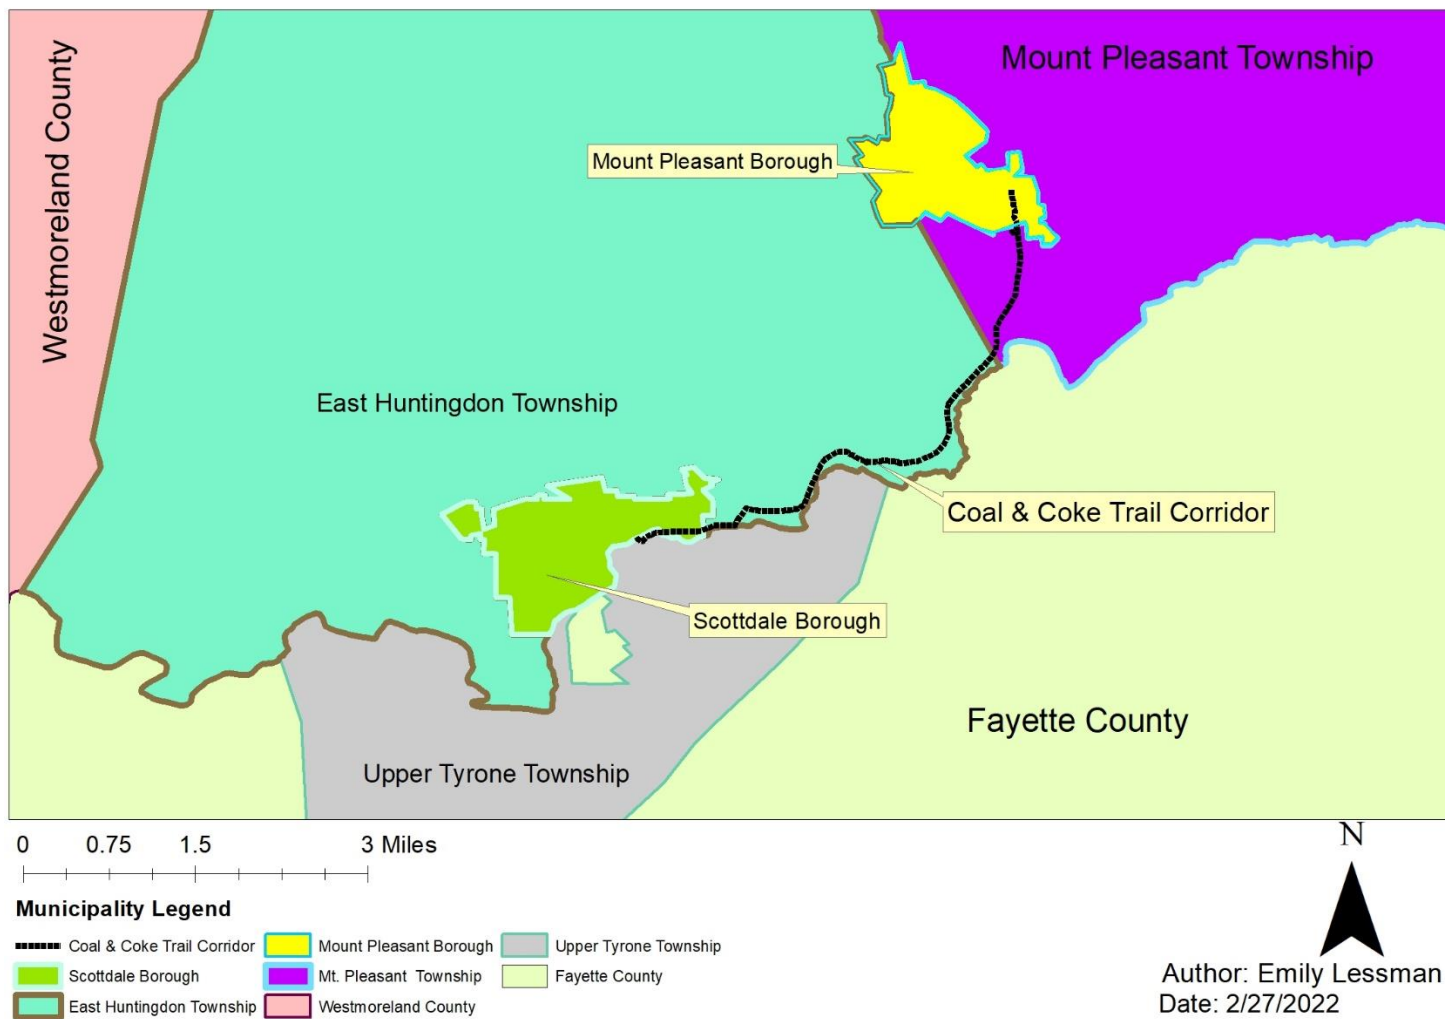 Westmoreland County
Mount Pleasant Township
Mount Pleasant Borough
East Huntingdon Township
Coal & Coke Trail Corridor
Scottdale Borough
Fayette County
Upper Tyrone Township
0 0.75 1.5 3 Miles
N
Municipality Legend
Coal & Coke Trail Corridor
Mount Pleasant Borough
Upper Tyrone Township
Scottdale Borough
Mt. Pleasant Township
Fayette County
East Huntingdon Township
Westmoreland County
Author: Emily Lessman
Date: 2/27/2022